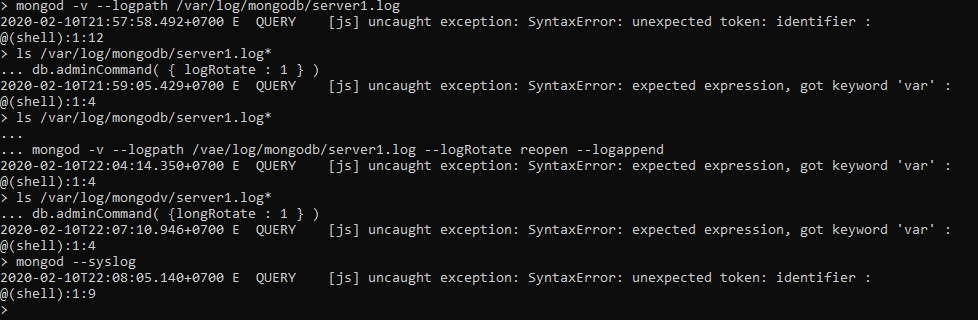 > mongod -v --logpath /var/log/mongodb/server1.log
2020-02-10T21:57:58.492+0700 E  QUERY    [js] uncaught exception: SyntaxError: unexpected token: identifier :
@(shell):1:12
> ls /var/log/mongodb/server1.log*
... db.adminCommand( { logRotate : 1 } )
2020-02-10T21:59:05.429+0700 E  QUERY    [js] uncaught exception: SyntaxError: expected expression, got keyword 'var' :
@(shell):1:4
> ls /var/log/mongodb/server1.log*
...
... mongod -v --logpath /vae/log/mongodb/server1.log --logRotate reopen --logappend
2020-02-10T22:04:14.350+0700 E  QUERY    [js] uncaught exception: SyntaxError: expected expression, got keyword 'var' :
@(shell):1:4
> ls /var/log/mongodv/server1.log*
... db.adminCommand( {longRotate : 1 } )
2020-02-10T22:07:10.946+0700 E  QUERY    [js] uncaught exception: SyntaxError: expected expression, got keyword 'var' :
@(shell):1:4
> mongod --syslog
2020-02-10T22:08:05.140+0700 E  QUERY    [js] uncaught exception: SyntaxError: unexpected token: identifier :
@(shell):1:9
>